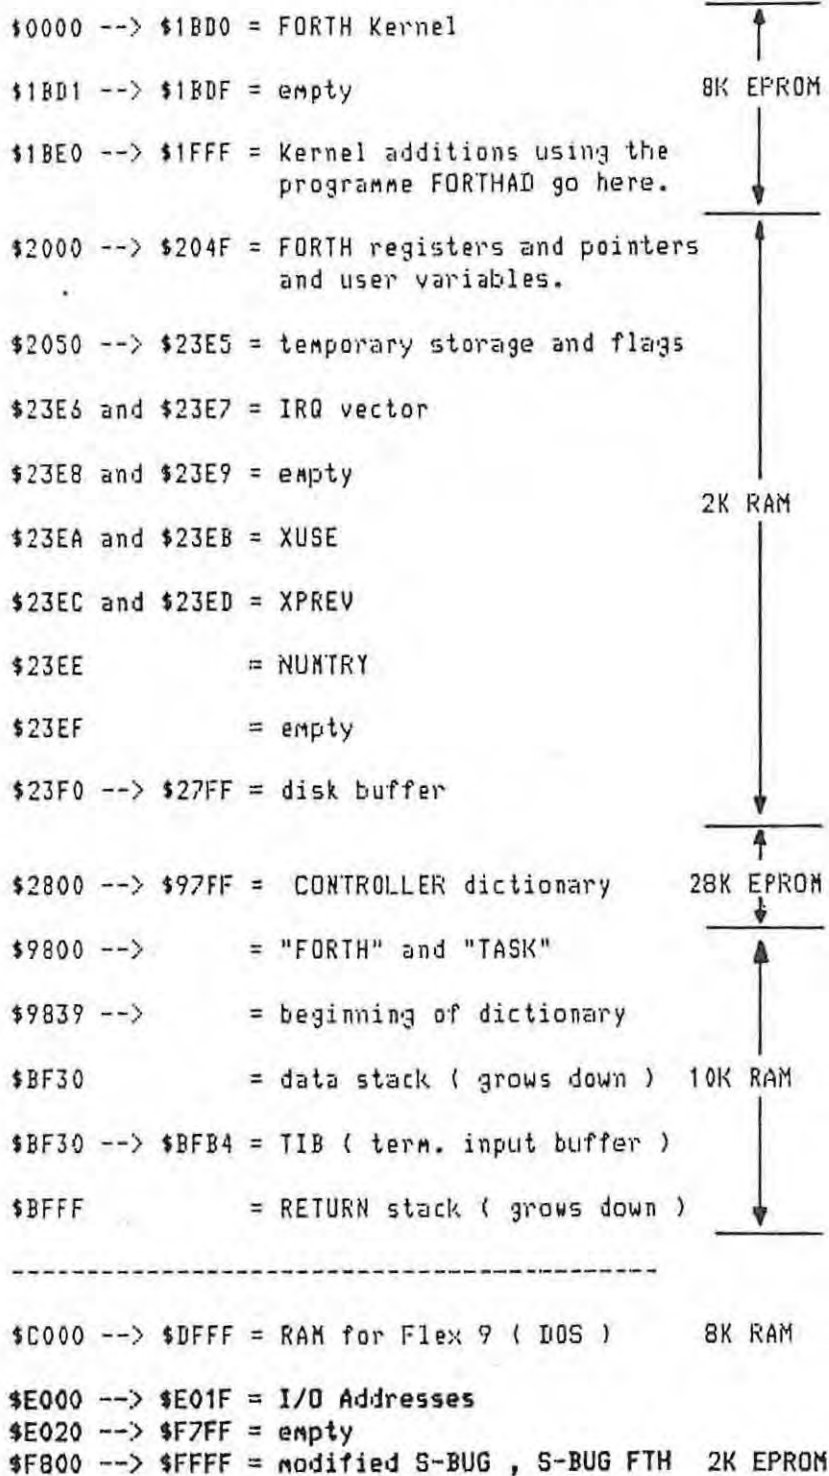 $0000 --> $1BD0 = FORTH Kernel
$1BD1 --> $1BDF = empty 8K EPROM
$1BE0 --> $1FFF = Kernel additions using the
programme FORTHAD go here.
$2000 --> $204F = FORTH registers and pointers
and user variables.
$2050 --> $23E5 = temporary storage and flags
$23E6 and $23E7 = IRQ vector
$23E8 and $23E9 = empty
2K RAM
$23EA and $23EB = XUSE
$23EC and $23ED = XPREV
$23EE = NUMTRY
$23EF = empty
$23F0 --> $27FF = disk buffer
$2800 --> $97FF = CONTROLLER dictionary 28K EPROM
$9800 --> = "FORTH" and "TASK"
$9839 --> = beginning of dictionary
$BF30 = data stack ( grows down ) 10K RAM
$BF30 --> $BFB4 = TIB ( term. input buffer )
$BFFF = RETURN stack ( grows down )
--------------------------------------------
$C000 --> $DFFF = RAM for Flex 9 ( DOS ) 8K RAM
$E000 --> $E01F = I/O Addresses
$E020 --> $F7FF = empty
$F800 --> $FFFF = modified S-BUG , S-BUG FTH 2K EPROM